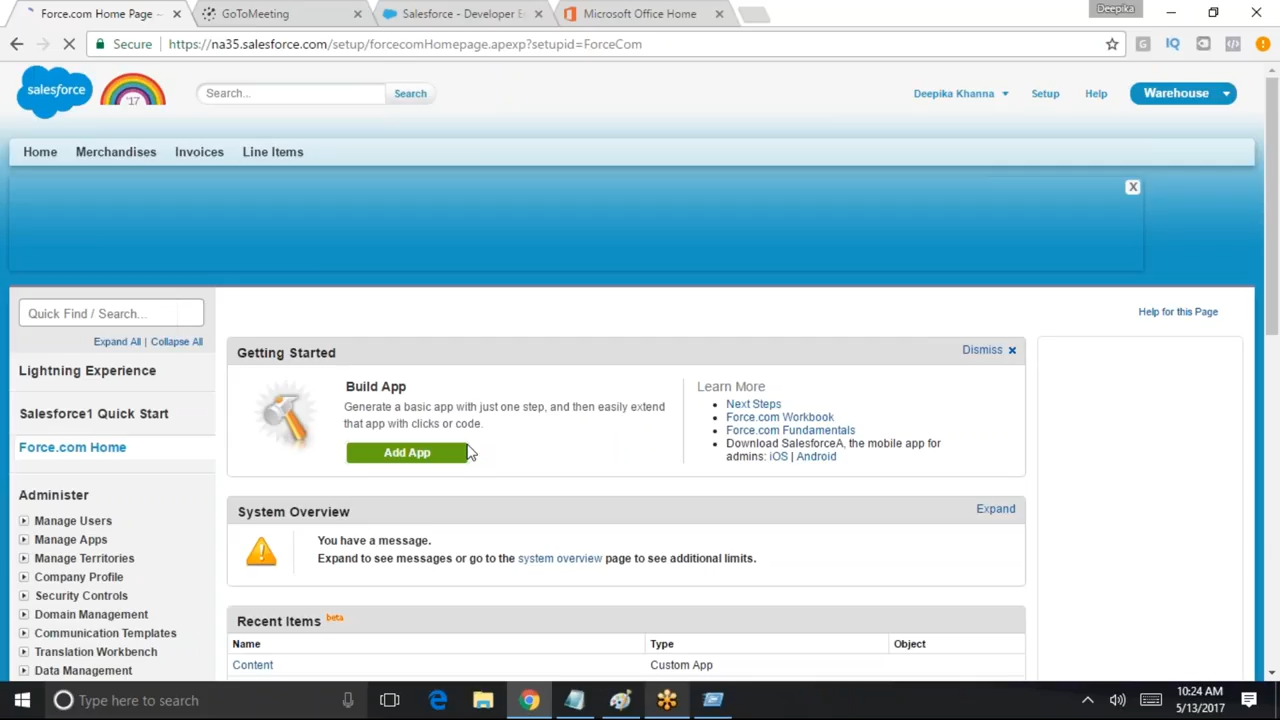 Force.com Home Page ~
GoToMeeting
Salesforce - Developer E
Microsoft Office Home
Deepika
Secure
https://na35.salesforce.com/setup/forcecomHomepage.apexp?setupid=ForceCom
salesforce
'17
Search...
Search
Deepika Khanna
Setup
Help
Warehouse
Home
Merchandises
Invoices
Line Items
X
Quick Find / Search...
Expand All | Collapse All
Lightning Experience
Salesforce1 Quick Start
Force.com Home
Administer
Manage Users
Manage Apps
Manage Territories
Company Profile
Security Controls
Domain Management
Communication Templates
Translation Workbench
Data Management
Help for this Page
Getting Started
Dismiss
Build App
Generate a basic app with just one step, and then easily extend
that app with clicks or code.
Add App
Learn More
Next Steps
Force.com Workbook
Force.com Fundamentals
Download SalesforceA, the mobile app for
admins: iOS | Android
System Overview
Expand
You have a message.
Expand to see messages or go to the system overview page to see additional limits.
Recent Items beta
Name Type Object
Content Custom App
Type here to search
10:24 AM
5/13/2017